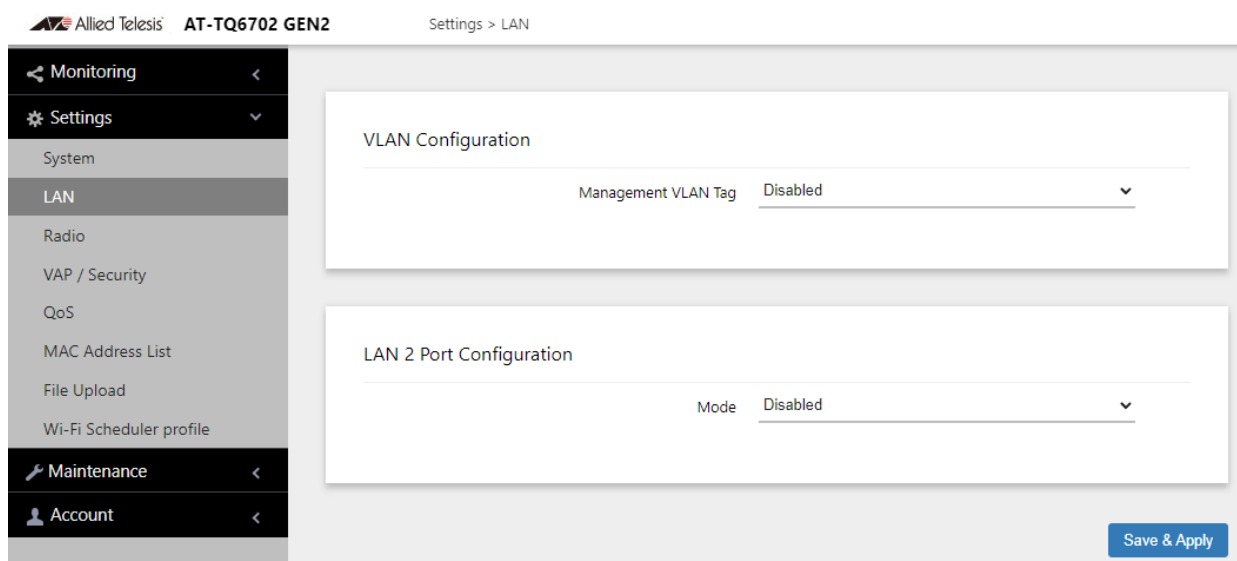 Allied Telesis AT-TQ6702 GEN2 Settings > LAN
Monitoring
Settings
System
LAN
Radio
VAP / Security
QoS
MAC Address List
File Upload
Wi-Fi Scheduler profile
Maintenance
Account
VLAN Configuration
Management VLAN Tag Disabled
LAN 2 Port Configuration
Mode Disabled
Save & Apply